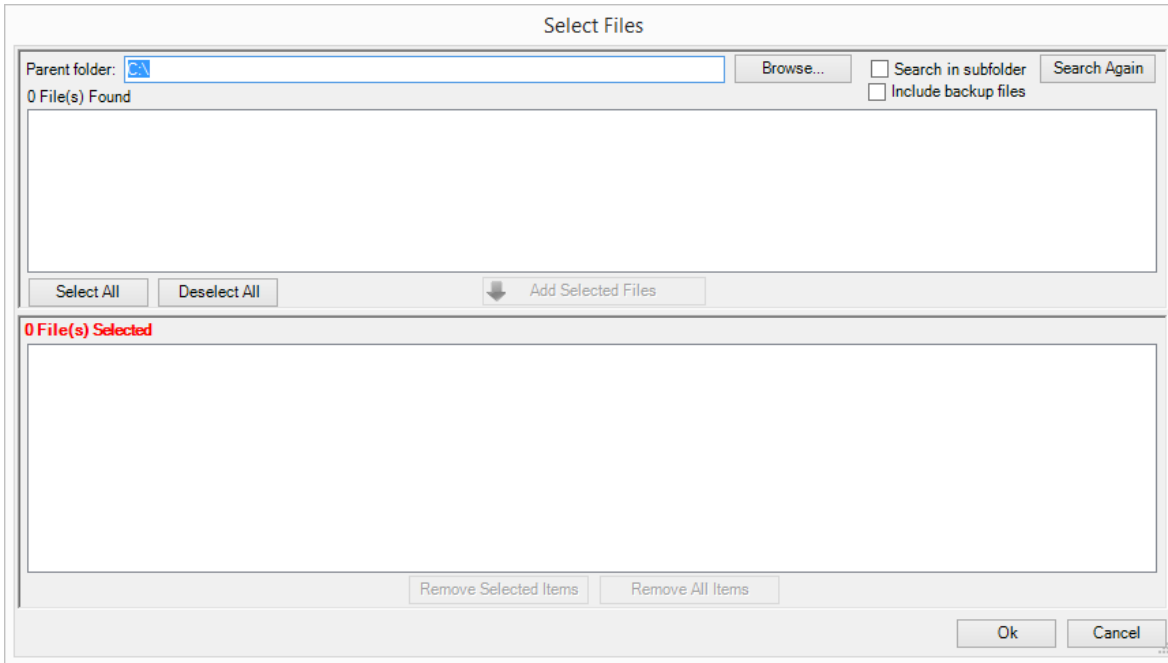 Select Files
Parent folder: C:\ Browse... Search in subfolder Search Again
0 File(s) Found Include backup files
Select All Deselect All Add Selected Files
0 File(s) Selected
Remove Selected Items Remove All Items
Ok Cancel